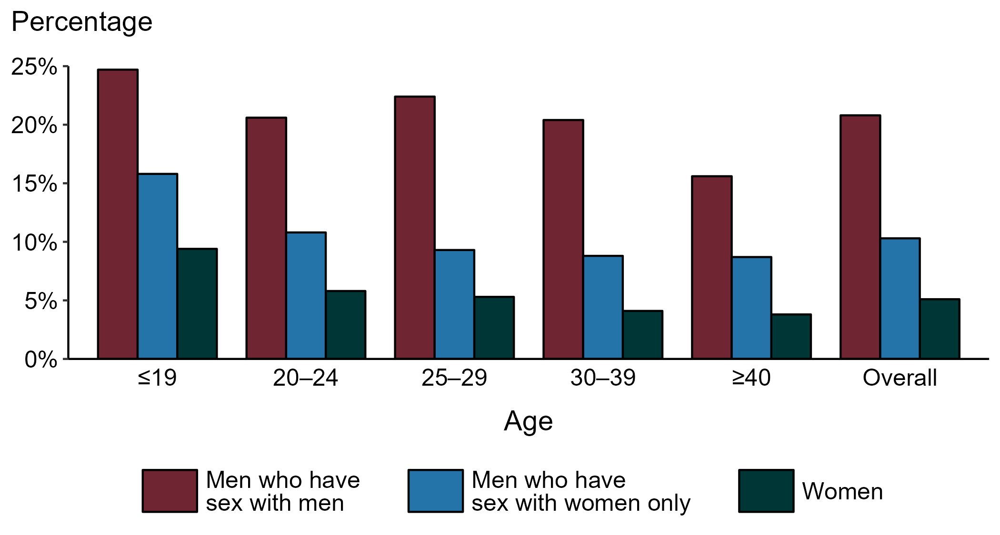 Percentage
25%
20%
15%
10%
5%
0%
≤19
20–24
25–29
30–39
≥40
Overall
Age
Men who have
sex with men
Men who have
sex with women only
Women